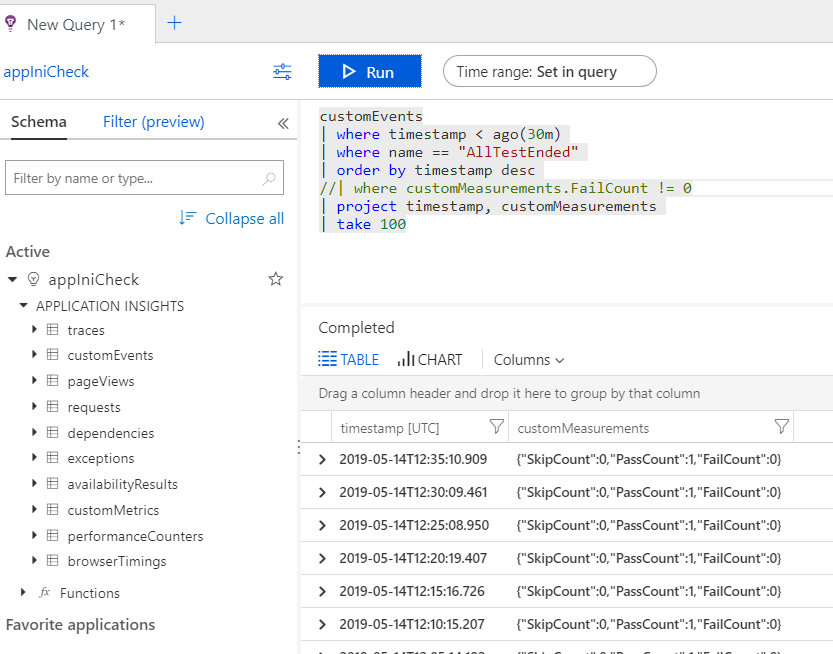 New Query 1*
+
appIniCheck
Run
Time range: Set in query
Schema
Filter (preview)
«
Filter by name or type...
Collapse all
Active
appIniCheck
APPLICATION INSIGHTS
traces
customEvents
pageViews
requests
dependencies
exceptions
availabilityResults
customMetrics
performanceCounters
browserTimings
fx Functions
Favorite applications
customEvents
| where timestamp < ago(30m)
| where name == "AllTestEnded"
| order by timestamp desc
//| where customMeasurements.FailCount != 0
| project timestamp, customMeasurements
| take 100
Completed
TABLE
CHART
Columns
Drag a column header and drop it here to group by that column
timestamp [UTC]
customMeasurements
2019-05-14T12:35:10.909 {"SkipCount":0,"PassCount":1,"FailCount":0}
2019-05-14T12:30:09.461 {"SkipCount":0,"PassCount":1,"FailCount":0}
2019-05-14T12:25:08.950 {"SkipCount":0,"PassCount":1,"FailCount":0}
2019-05-14T12:20:19.407 {"SkipCount":0,"PassCount":1,"FailCount":0}
2019-05-14T12:15:16.726 {"SkipCount":0,"PassCount":1,"FailCount":0}
2019-05-14T12:10:15.207 {"SkipCount":0,"PassCount":1,"FailCount":0}